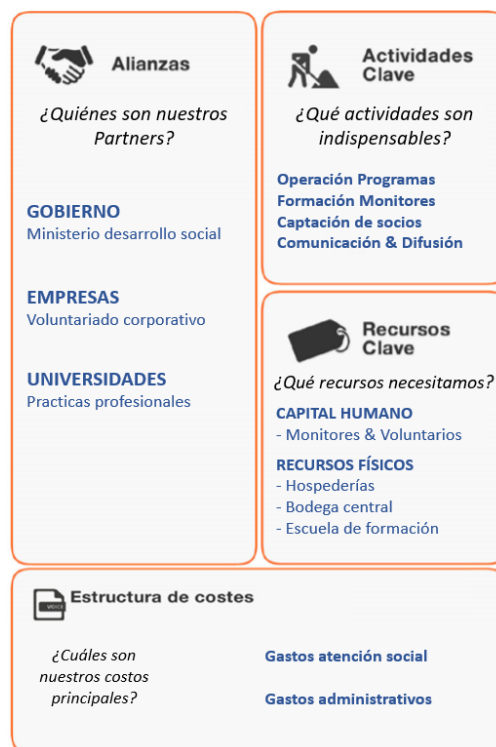 Alianzas
¿Quiénes son nuestros
Partners?
GOBIERNO
Ministerio desarrollo social
EMPRESAS
Voluntariado corporativo
UNIVERSIDADES
Practicas profesionales
Actividades
Clave
¿Qué actividades son
indispensables?
Operación Programas
Formación Monitores
Captación de socios
Comunicación & Difusión
Recursos
Clave
¿Qué recursos necesitamos?
CAPITAL HUMANO
- Monitores & Voluntarios
RECURSOS FÍSICOS
- Hospederías
- Bodega central
- Escuela de formación
Estructura de costes
¿Cuáles son
nuestros costos
principales?
Gastos atención social
Gastos administrativos